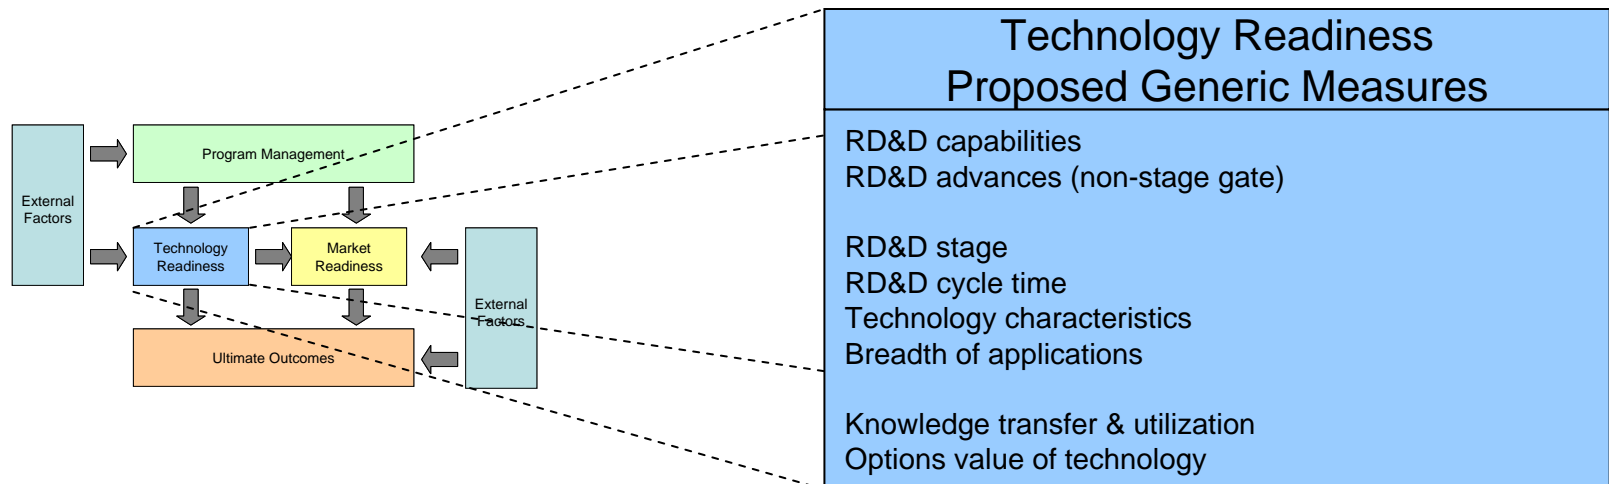 Technology Readiness
Proposed Generic Measures
Program Management
External
Factors
Technology
Readiness
Market
Readiness
External
Factors
Ultimate Outcomes
RD&D capabilities
RD&D advances (non-stage gate)
RD&D stage
RD&D cycle time
Technology characteristics
Breadth of applications
Knowledge transfer & utilization
Options value of technology